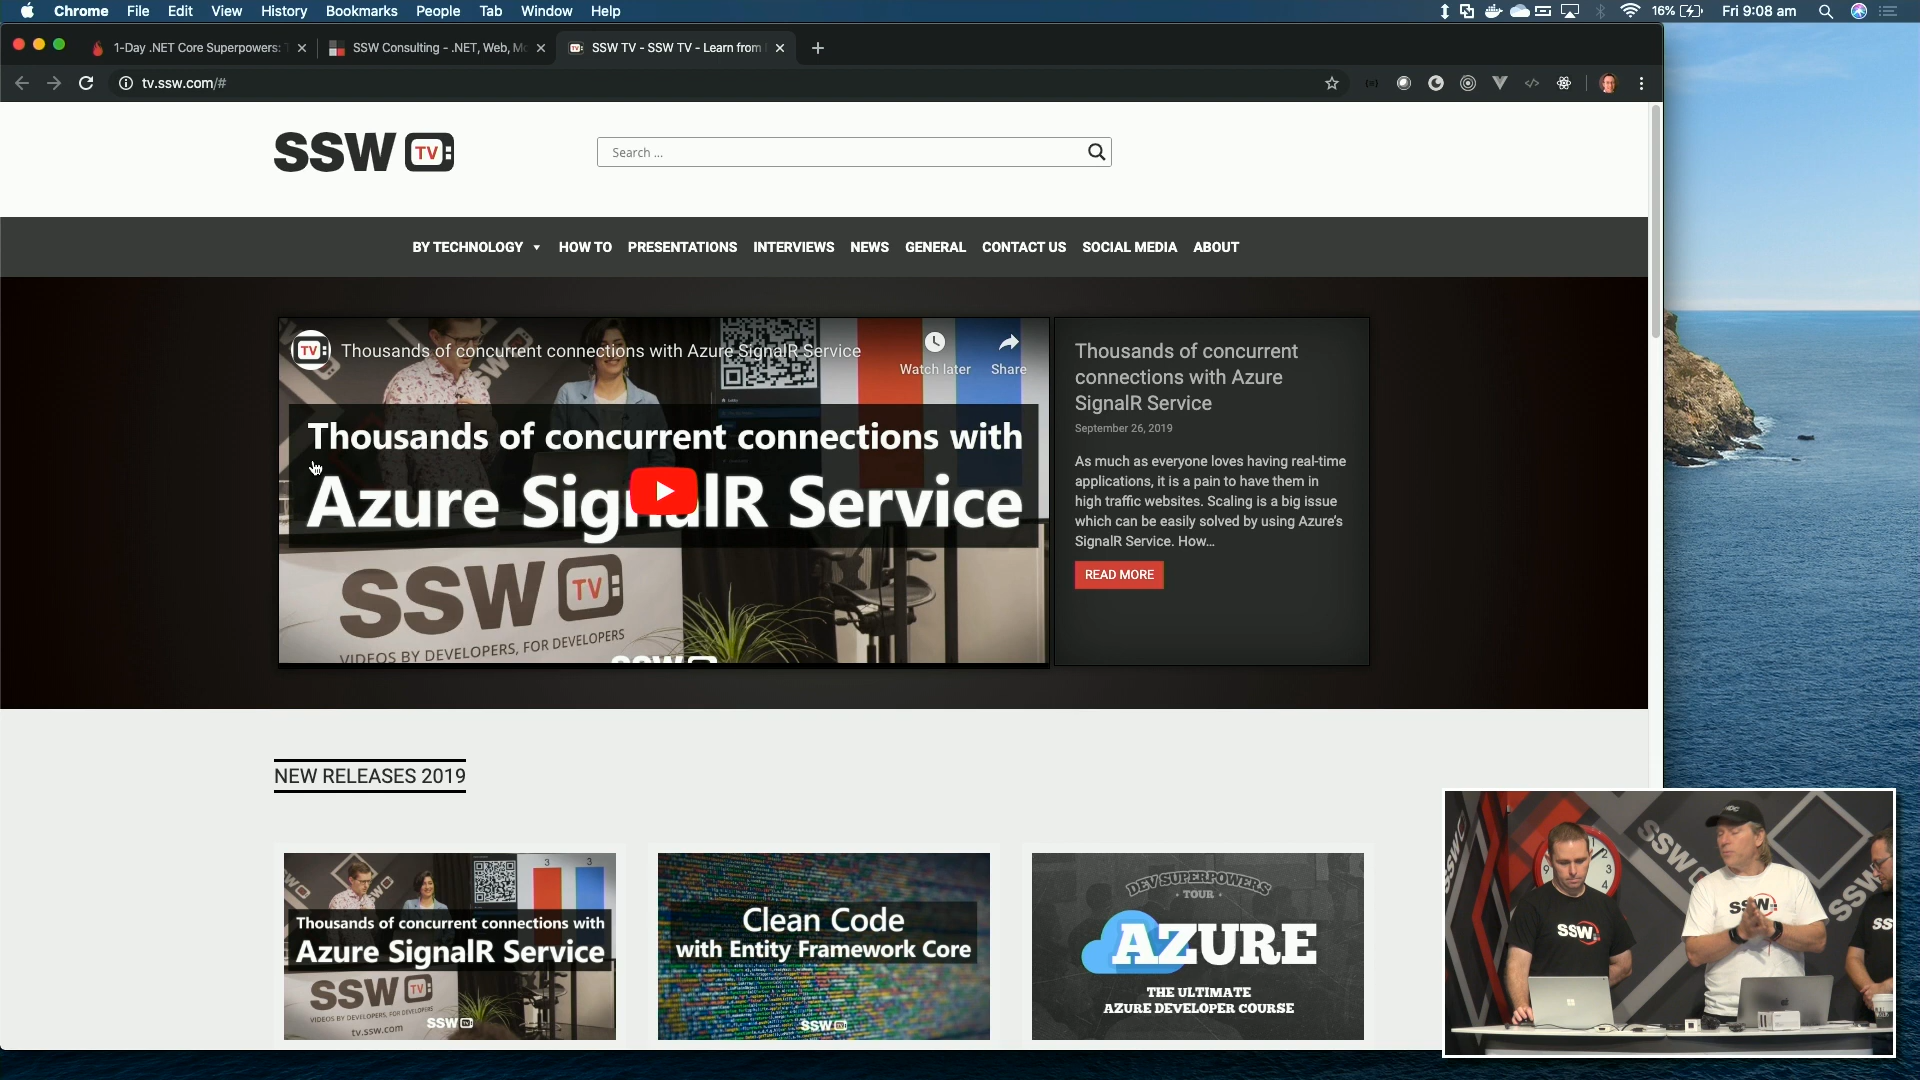 Chrome File Edit View History Bookmarks People Tab Window Help
16% Fri 9:08 am
1-Day .NET Core Superpowers:
SSW Consulting - .NET, Web, Mo
SSW TV - SSW TV - Learn from
tv.ssw.com/#
SSW TV
Search ...
BY TECHNOLOGY HOW TO PRESENTATIONS INTERVIEWS NEWS GENERAL CONTACT US SOCIAL MEDIA ABOUT
TV
Thousands of concurrent connections with Azure SignalR Service
Watch later
Share
Thousands of concurrent connections with
Azure SignalR Service
SSW TV
VIDEOS BY DEVELOPERS, FOR DEVELOPERS
Thousands of concurrent
connections with Azure
SignalR Service
September 26, 2019
As much as everyone loves having real-time
applications, it is a pain to have them in
high traffic websites. Scaling is a big issue
which can be easily solved by using Azure's
SignalR Service. How...
READ MORE
NEW RELEASES 2019
3 3
Thousands of concurrent connections with
Azure SignalR Service
SSW TV
VIDEOS BY DEVELOPERS, FOR DEVELOPERS
tv.ssw.com
SSW TV
Clean Code
with Entity Framework Core
SSW TV
DEV SUPERPOWERS
TOUR
AZURE
THE ULTIMATE
AZURE DEVELOPER COURSE
SSW
SSW
SSW